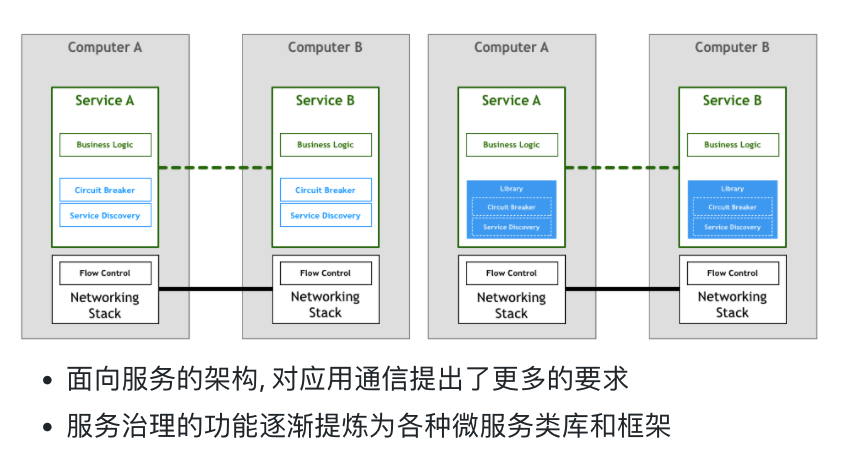 Computer A
Computer B
Computer A
Computer B
Service A
Service B
Service A
Service B
Business Logic
Business Logic
Business Logic
Business Logic
Circuit Breaker
Service Discovery
Circuit Breaker
Service Discovery
Library
Circuit Breaker
Service Discovery
Library
Circuit Breaker
Service Discovery
Flow Control
Networking
Stack
Flow Control
Networking
Stack
Flow Control
Networking
Stack
Flow Control
Networking
Stack
• 面向服务的架构, 对应用通信提出了更多的要求
• 服务治理的功能逐渐提炼为各种微服务类库和框架